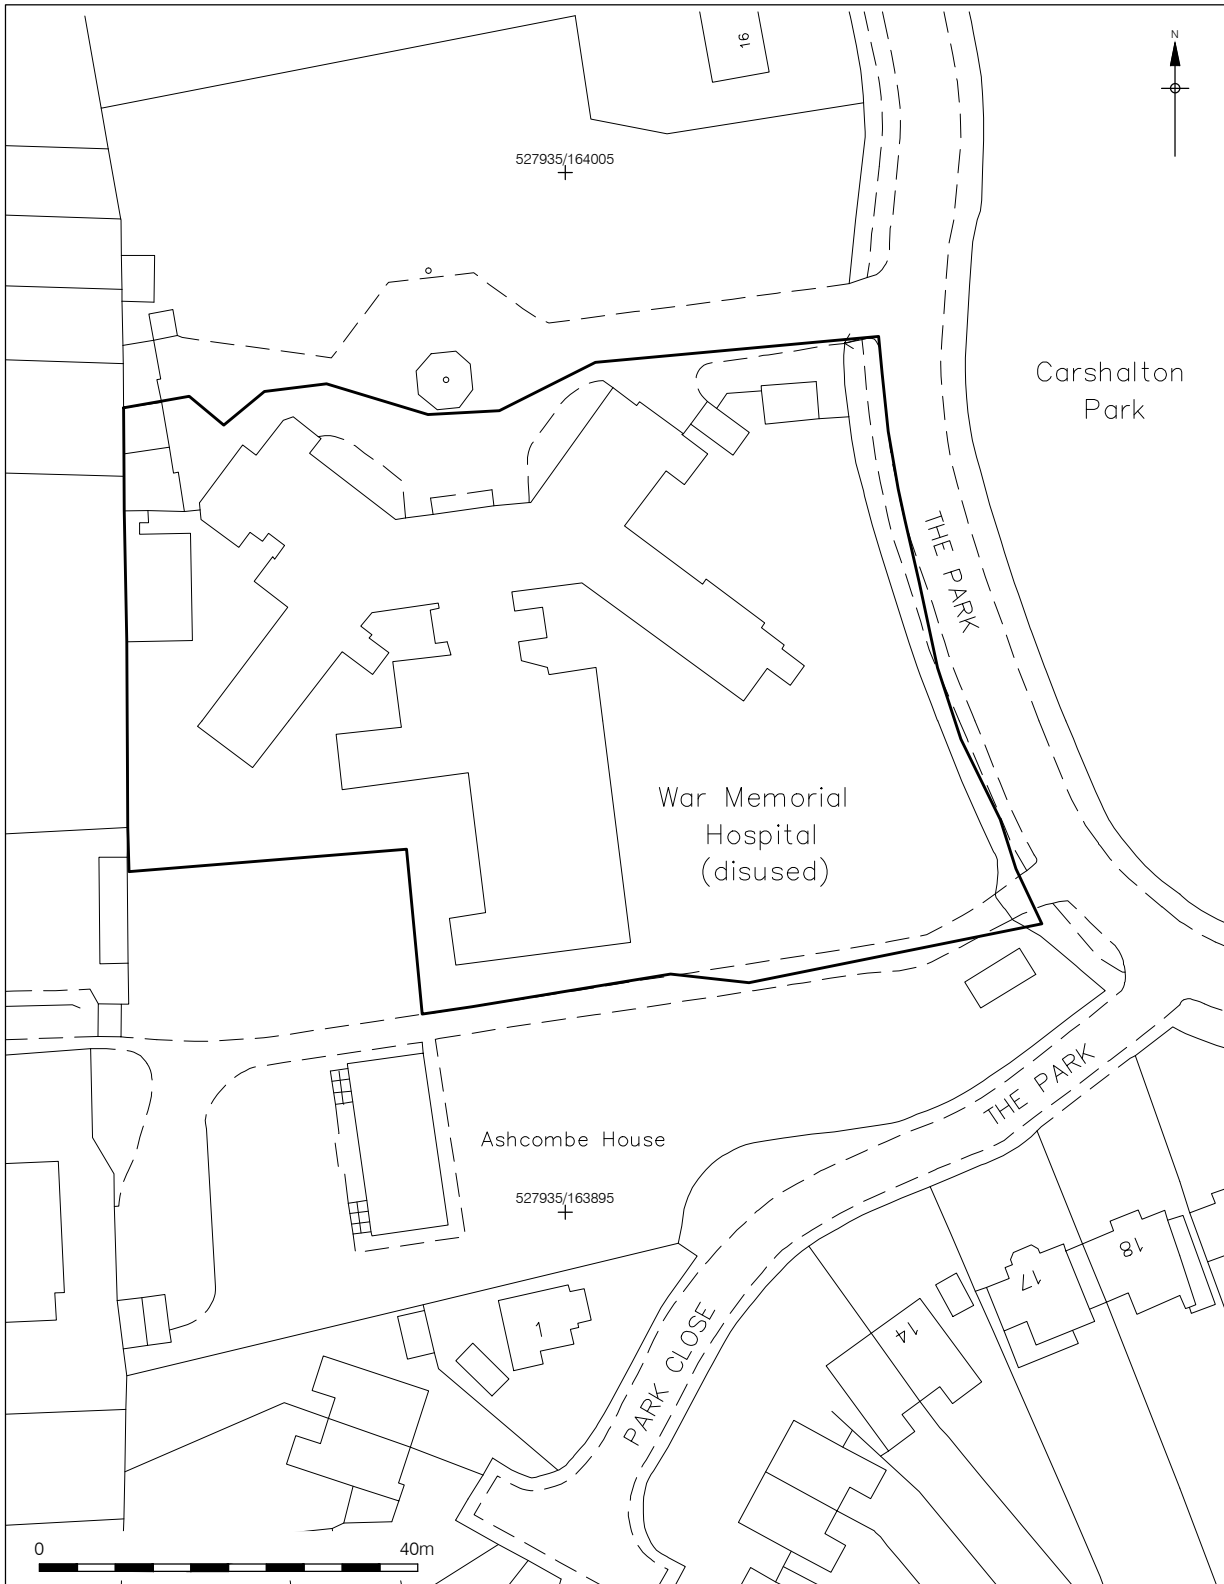 16
N
527935/164005
Carshalton
Park
THE PARK
War Memorial
Hospital
(disused)
THE PARK
Ashcombe House
527935/163895
18
17
14
1
PARK CLOSE
0
40m